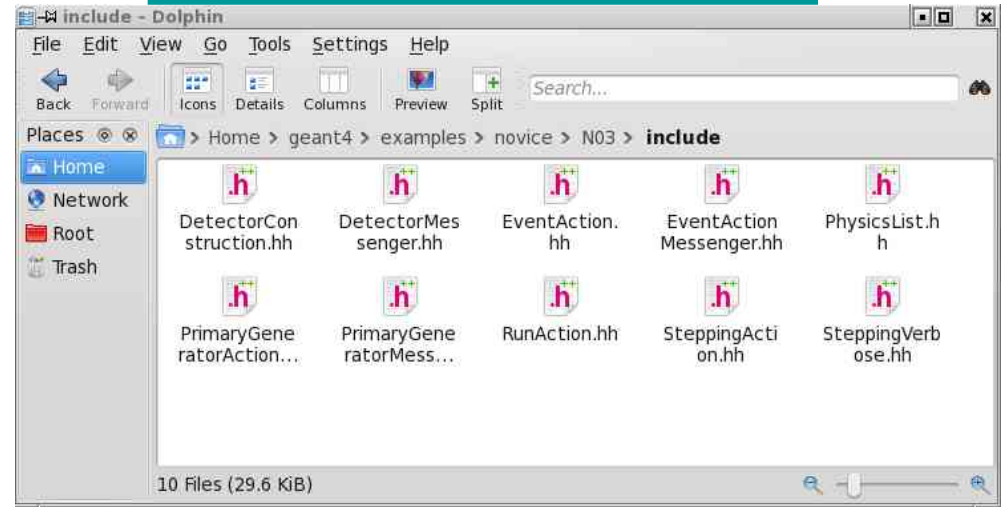 include - Dolphin
File Edit View Go Tools Settings Help
Back Forward Icons Details Columns Preview Split Search...
Places
Home > geant4 > examples > novice > N03 > include
Home
Network
Root
Trash
.h++ .h++ .h++ .h++ .h++
DetectorCon DetectorMes EventAction. EventAction PhysicsList.h
struction.hh senger.hh hh Messenger.hh h
.h++ .h++ .h++ .h++ .h++
PrimaryGene PrimaryGene RunAction.hh SteppingActi SteppingVerb
ratorAction... ratorMess... on.hh ose.hh
10 Files (29.6 KiB)